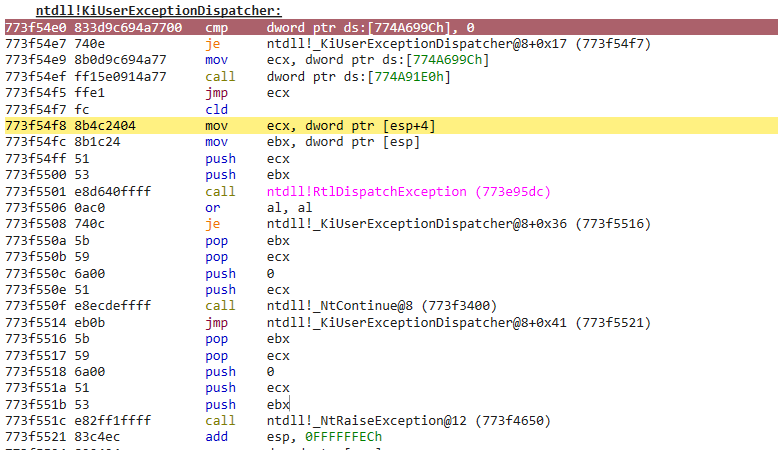 ntdll!KiUserExceptionDispatcher:
773f54e0 833d9c694a7700 cmp dword ptr ds:[774A699Ch], 0
773f54e7 740e je ntdll!_KiUserExceptionDispatcher@8+0x17 (773f54f7)
773f54e9 8b0d9c694a77 mov ecx, dword ptr ds:[774A699Ch]
773f54ef ff15e0914a77 call dword ptr ds:[774A91E0h]
773f54f5 ffe1 jmp ecx
773f54f7 fc cld
773f54f8 8b4c2404 mov ecx, dword ptr [esp+4]
773f54fc 8b1c24 mov ebx, dword ptr [esp]
773f54ff 51 push ecx
773f5500 53 push ebx
773f5501 e8d640ffff call ntdll!RtlDispatchException (773e95dc)
773f5506 0ac0 or al, al
773f5508 740c je ntdll!_KiUserExceptionDispatcher@8+0x36 (773f5516)
773f550a 5b pop ebx
773f550b 59 pop ecx
773f550c 6a00 push 0
773f550e 51 push ecx
773f550f e8ecdeffff call ntdll!_NtContinue@8 (773f3400)
773f5514 eb0b jmp ntdll!_KiUserExceptionDispatcher@8+0x41 (773f5521)
773f5516 5b pop ebx
773f5517 59 pop ecx
773f5518 6a00 push 0
773f551a 51 push ecx
773f551b 53 push ebx
773f551c e82ff1ffff call ntdll!_NtRaiseException@12 (773f4650)
773f5521 83c4ec add esp, 0FFFFFFECh